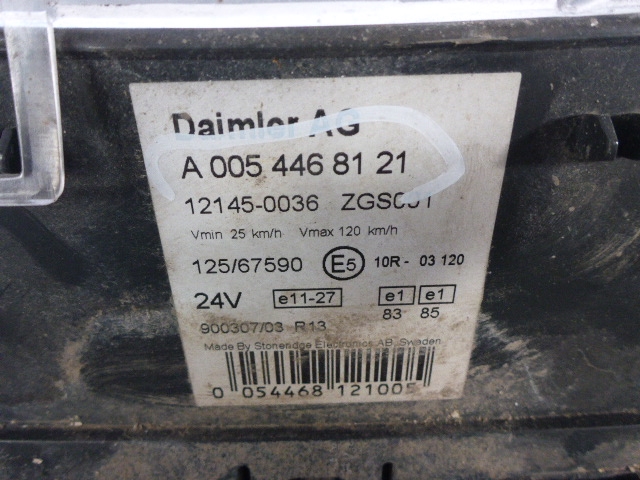 Daimler AG
A 005 446 81 21
12145-0036 ZGS001
Vmin 25 km/h Vmax 120 km/h
125/67590 E5 10R - 03 120
24V e11-27 e1 e1
83 85
900307/03 R13
Made By Stoneridge Electronics AB, Sweden
0 054468 121005